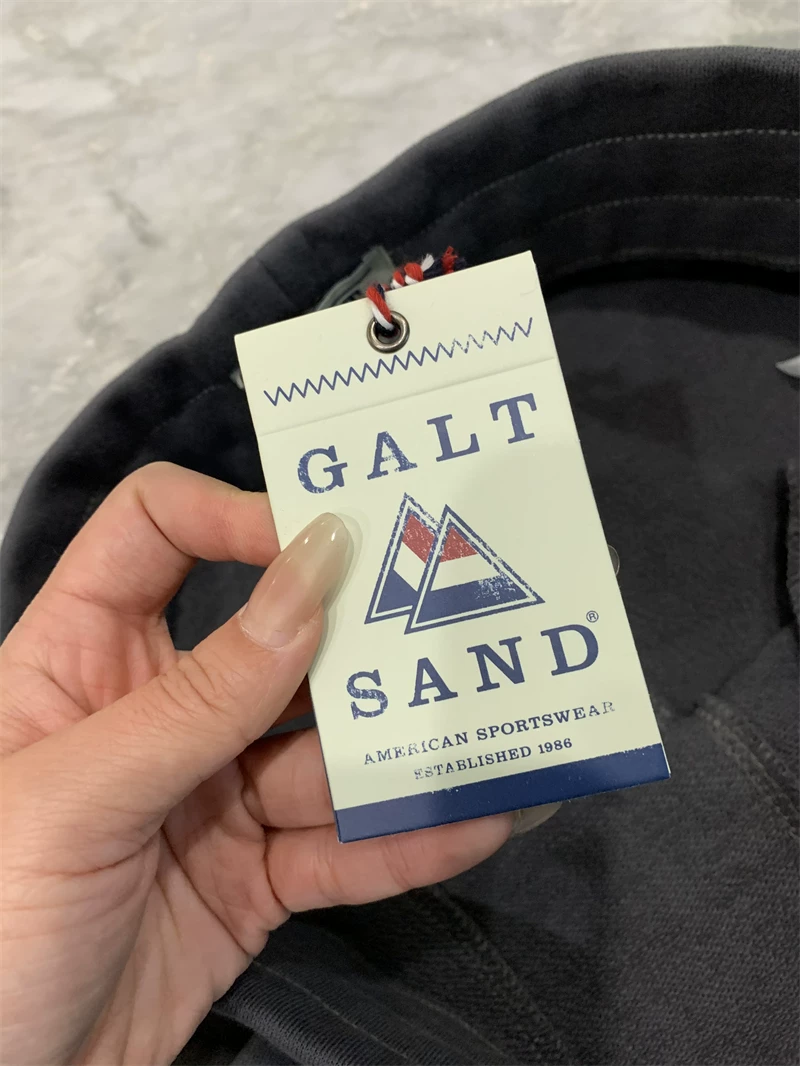 GALT
SAND®
AMERICAN SPORTSWEAR
ESTABLISHED 1986